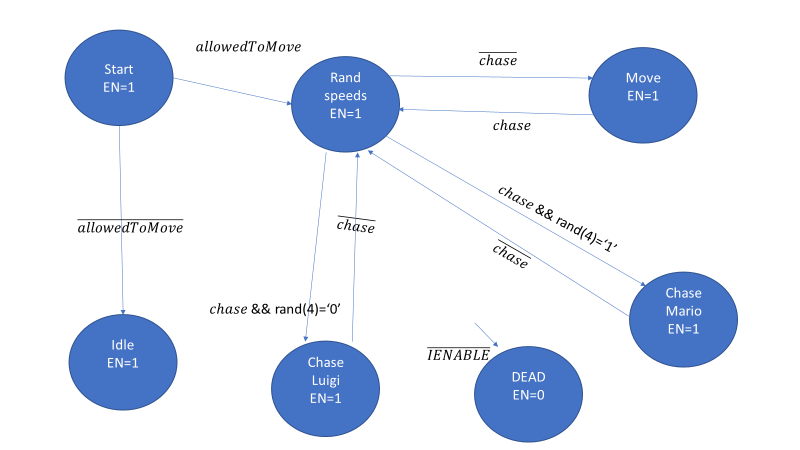 allowedToMove
Start
EN=1
Rand
speeds
EN=1
chase
Move
EN=1
chase
allowedToMove
chase
chase && rand(4)=‘1’
chase
chase && rand(4)=‘0’
Chase
Mario
EN=1
Idle
EN=1
Chase
Luigi
EN=1
IENABLE
DEAD
EN=0